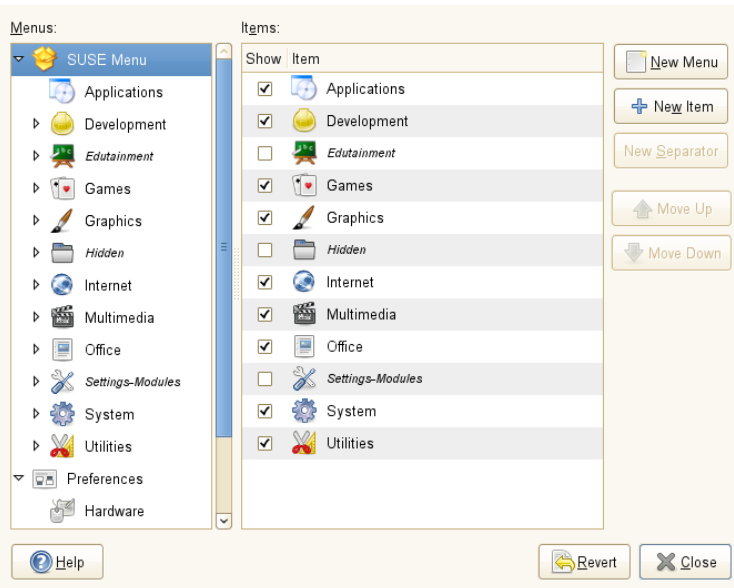 Menus:
SUSE Menu
Applications
Development
Edutainment
Games
Graphics
Hidden
Internet
Multimedia
Office
Settings-Modules
System
Utilities
Preferences
Hardware
Items:
Show Item
Applications
Development
Edutainment
Games
Graphics
Hidden
Internet
Multimedia
Office
Settings-Modules
System
Utilities
New Menu
New Item
New Separator
Move Up
Move Down
Help
Revert
Close